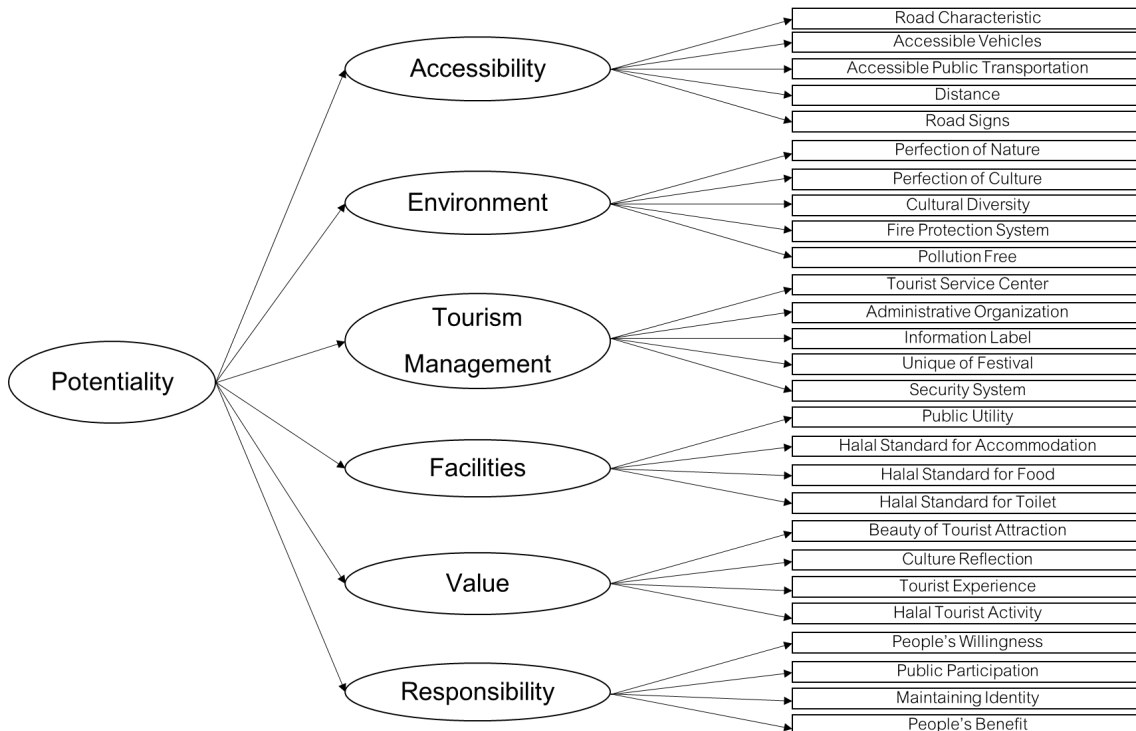 Potentiality
Accessibility
Road Characteristic
Accessible Vehicles
Accessible Public Transportation
Distance
Road Signs
Environment
Perfection of Nature
Perfection of Culture
Cultural Diversity
Fire Protection System
Pollution Free
Tourism
Management
Tourist Service Center
Administrative Organization
Information Label
Unique of Festival
Security System
Facilities
Public Utility
Halal Standard for Accommodation
Halal Standard for Food
Halal Standard for Toilet
Value
Beauty of Tourist Attraction
Culture Reflection
Tourist Experience
Halal Tourist Activity
Responsibility
People's Willingness
Public Participation
Maintaining Identity
People's Benefit